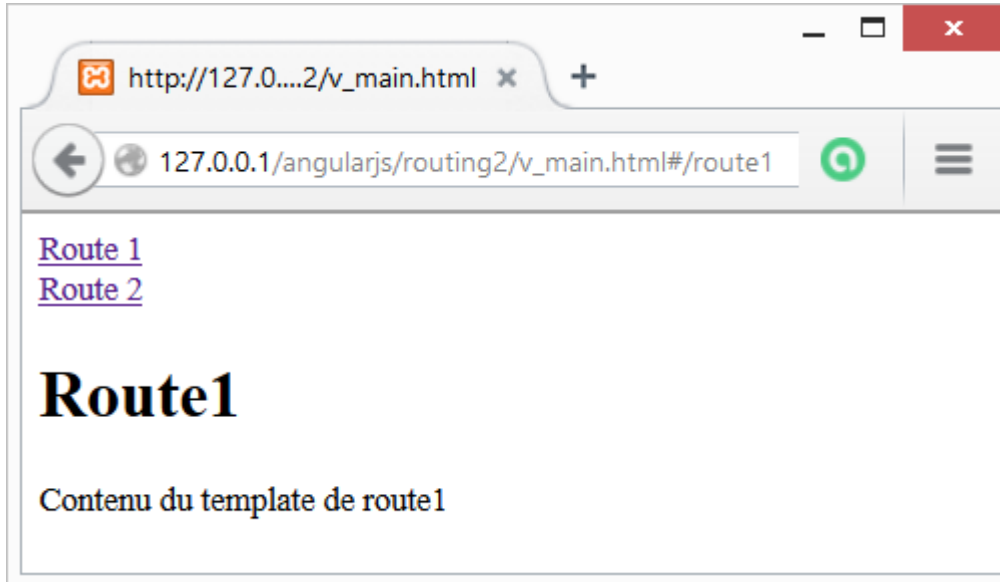 http://127.0....2/v_main.html
127.0.0.1/angularjs/routing2/v_main.html#/route1
Route 1
Route 2
Route1
Contenu du template de route1